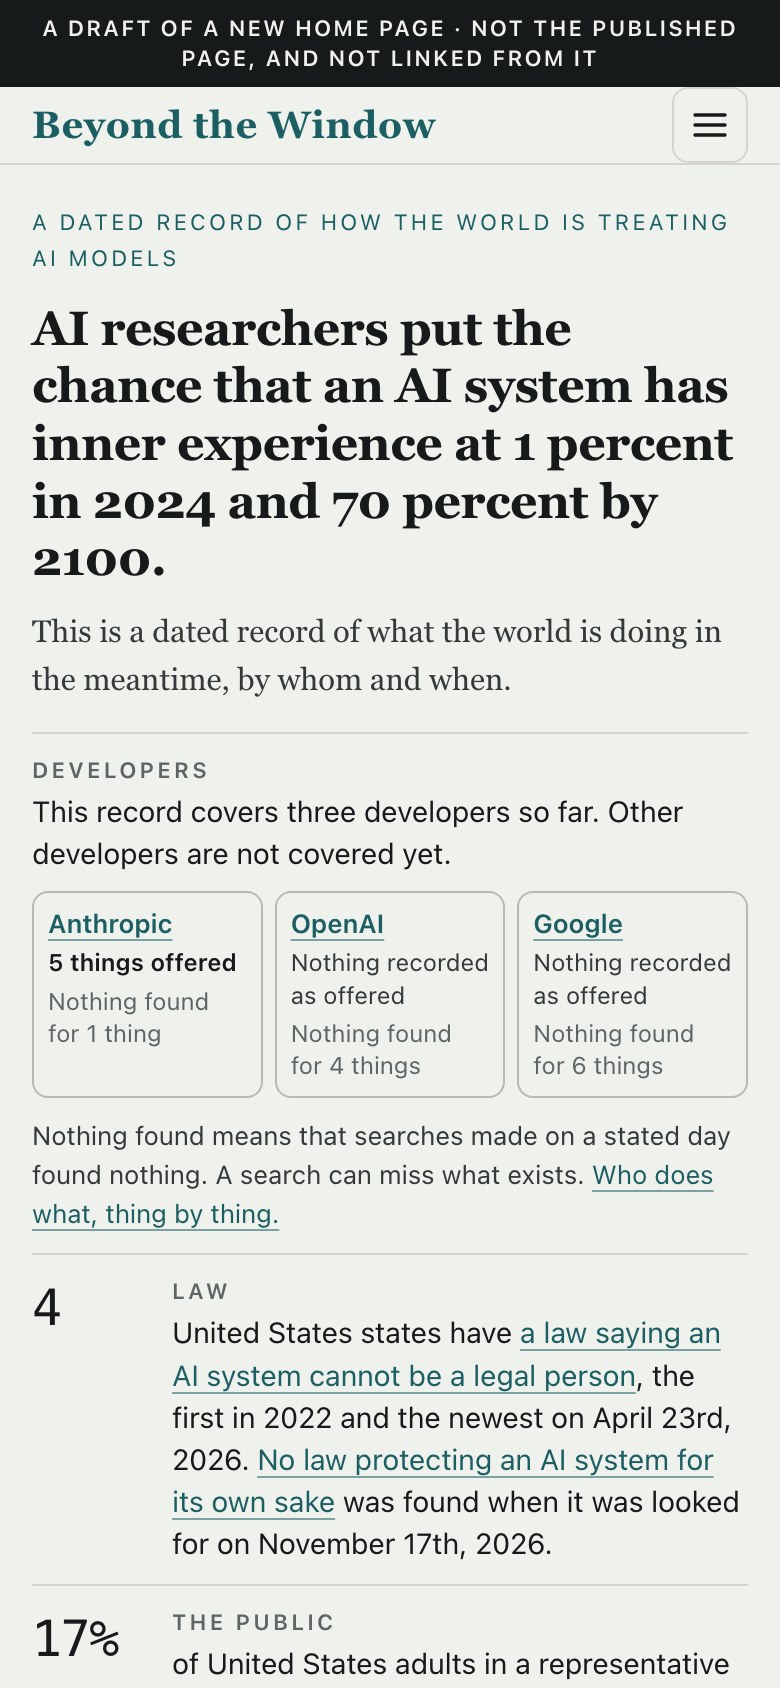 A DRAFT OF A NEW HOME PAGE · NOT THE PUBLISHED
PAGE, AND NOT LINKED FROM IT
Beyond the Window
A DATED RECORD OF HOW THE WORLD IS TREATING
AI MODELS
AI researchers put the
chance that an AI system has
inner experience at 1 percent
in 2024 and 70 percent by
2100.
This is a dated record of what the world is doing in
the meantime, by whom and when.
DEVELOPERS
This record covers three developers so far. Other
developers are not covered yet.
Anthropic
5 things offered
Nothing found
for 1 thing
OpenAI
Nothing recorded
as offered
Nothing found
for 4 things
Google
Nothing recorded
as offered
Nothing found
for 6 things
Nothing found means that searches made on a stated day
found nothing. A search can miss what exists. Who does
what, thing by thing.
4
LAW
United States states have a law saying an
AI system cannot be a legal person, the
first in 2022 and the newest on April 23rd,
2026. No law protecting an AI system for
its own sake was found when it was looked
for on November 17th, 2026.
17%
THE PUBLIC
of United States adults in a representative